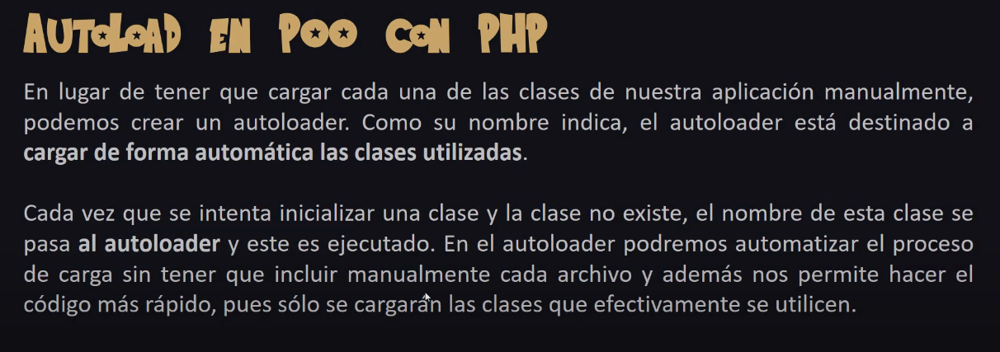 AUTOLOAD EN POO CON PHP
En lugar de tener que cargar cada una de las clases de nuestra aplicación manualmente,
podemos crear un autoloader. Como su nombre indica, el autoloader está destinado a
cargar de forma automática las clases utilizadas.
Cada vez que se intenta inicializar una clase y la clase no existe, el nombre de esta clase se
pasa al autoloader y este es ejecutado. En el autoloader podremos automatizar el proceso
de carga sin tener que incluir manualmente cada archivo y además nos permite hacer el
código más rápido, pues sólo se cargarán las clases que efectivamente se utilicen.